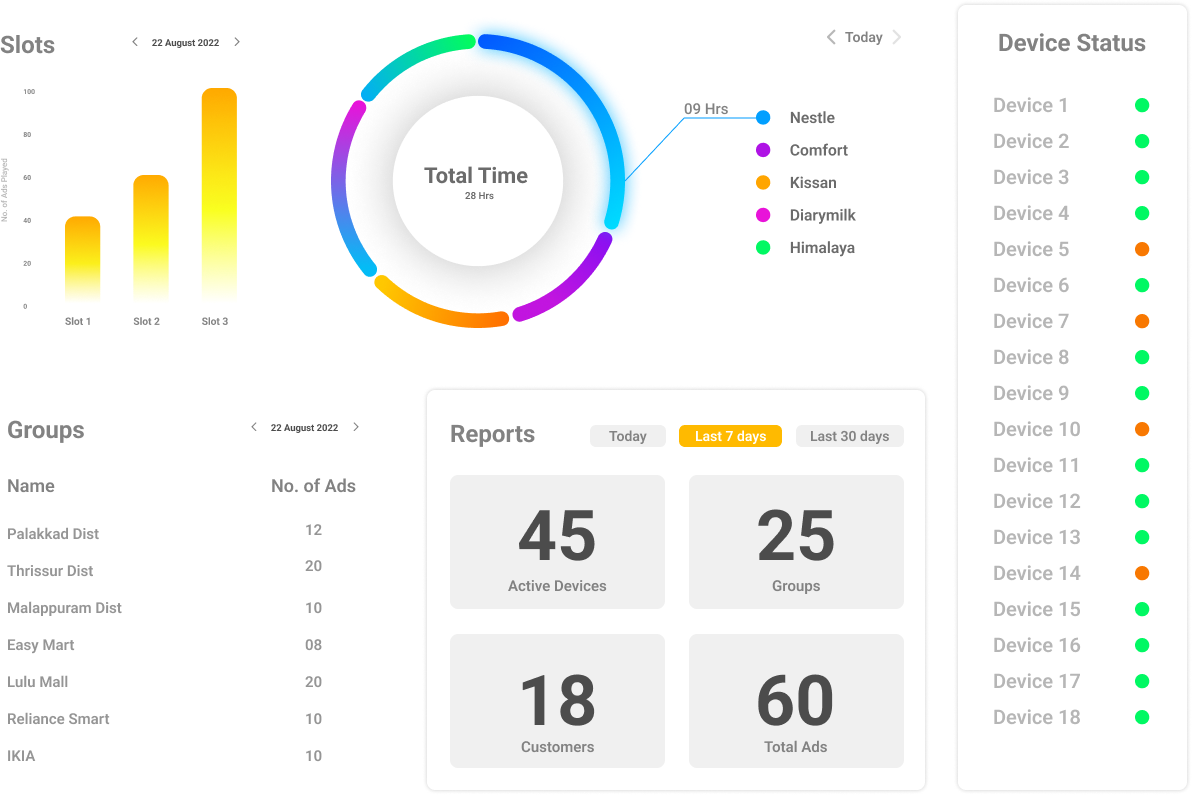 Slots
22 August 2022
100
80
60
40
20
0
No. of Ads Played
Slot 1
Slot 2
Slot 3
Total Time
28 Hrs
Today
09 Hrs
Nestle
Comfort
Kissan
Diarymilk
Himalaya
Groups
22 August 2022
Name No. of Ads
Palakkad Dist 12
Thrissur Dist 20
Malappuram Dist 10
Easy Mart 08
Lulu Mall 20
Reliance Smart 10
IKIA 10
Reports
Today
Last 7 days
Last 30 days
45
Active Devices
25
Groups
18
Customers
60
Total Ads
Device Status
Device 1
Device 2
Device 3
Device 4
Device 5
Device 6
Device 7
Device 8
Device 9
Device 10
Device 11
Device 12
Device 13
Device 14
Device 15
Device 16
Device 17
Device 18